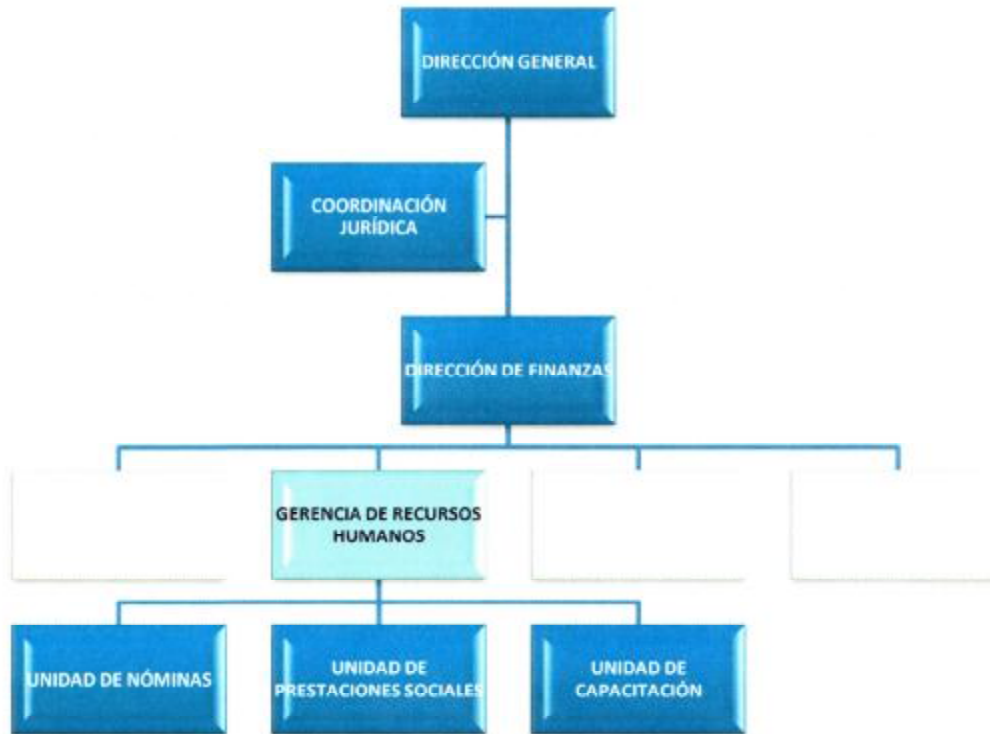 DIRECCIÓN GENERAL
COORDINACIÓN
JURÍDICA
DIRECCIÓN DE FINANZAS
GERENCIA DE RECURSOS
HUMANOS
UNIDAD DE NÓMINAS
UNIDAD DE
PRESTACIONES SOCIALES
UNIDAD DE
CAPACITACIÓN